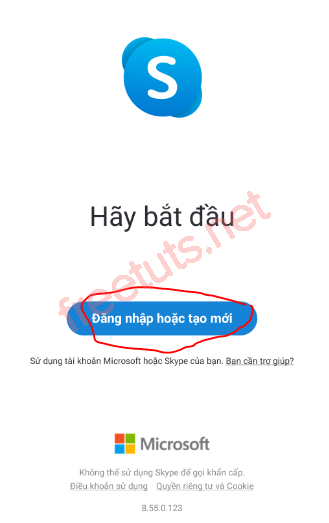 S
Hãy bắt đầu
freetuts.net
Đăng nhập hoặc tạo mới
Sử dụng tài khoản Microsoft hoặc Skype của bạn. Bạn cần trợ giúp?
Microsoft
Không thể sử dụng Skype để gọi khẩn cấp.
Điều khoản sử dụng Quyền riêng tư và Cookie
8.55.0.123